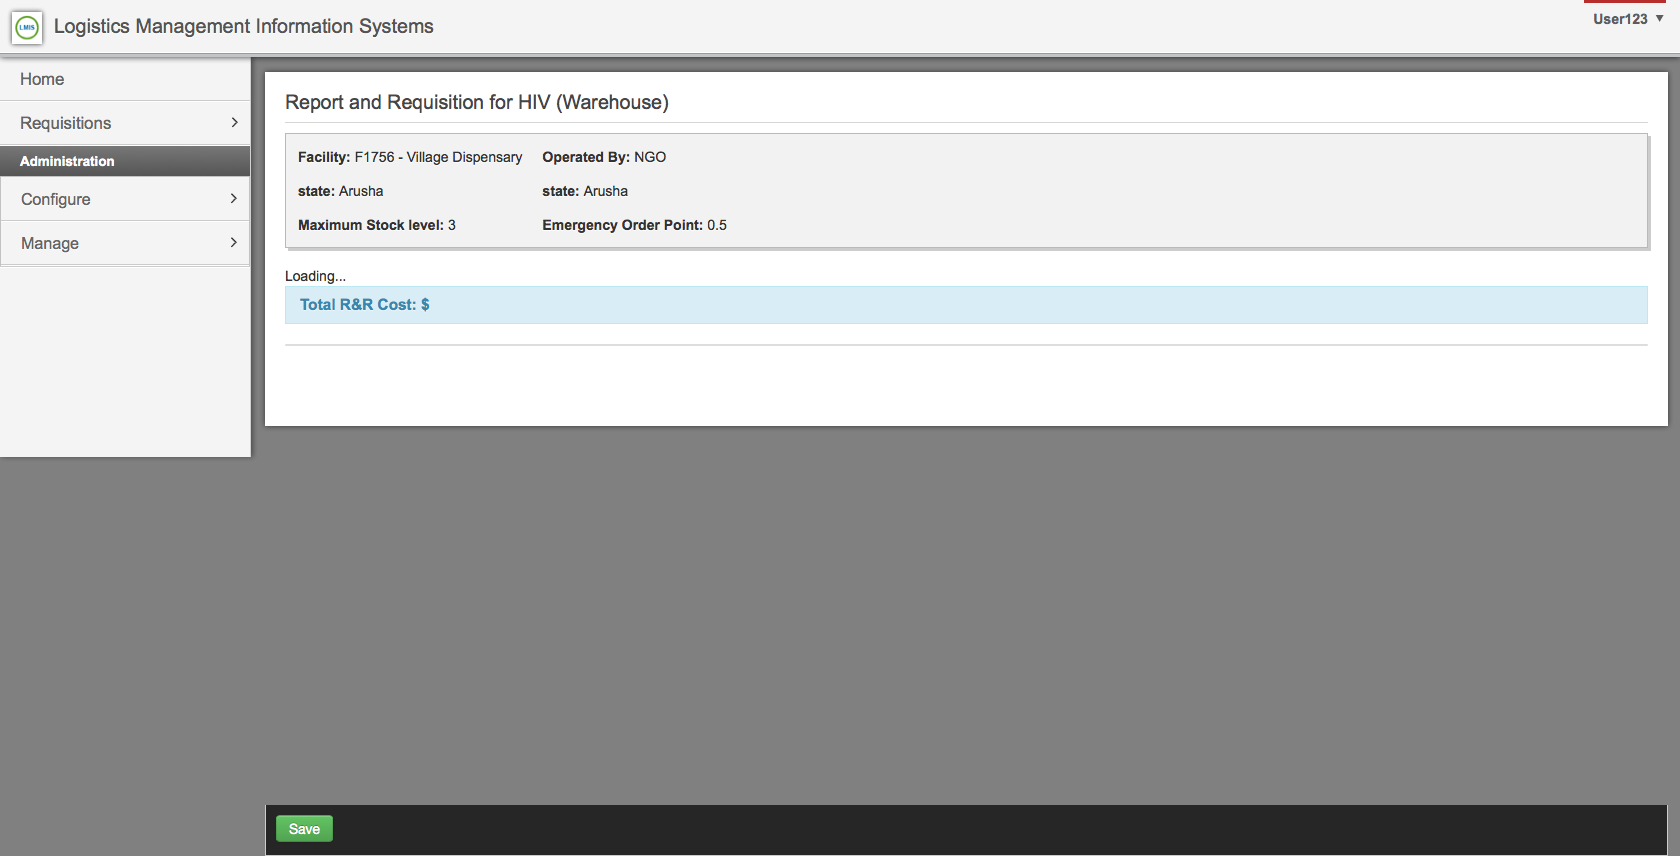 LMIS
Logistics Management Information Systems
User123
Home
Requisitions
Administration
Configure
Manage
Report and Requisition for HIV (Warehouse)
Facility: F1756 - Village Dispensary Operated By: NGO
state: Arusha state: Arusha
Maximum Stock level: 3 Emergency Order Point: 0.5
Loading...
Total R&R Cost: $
Save